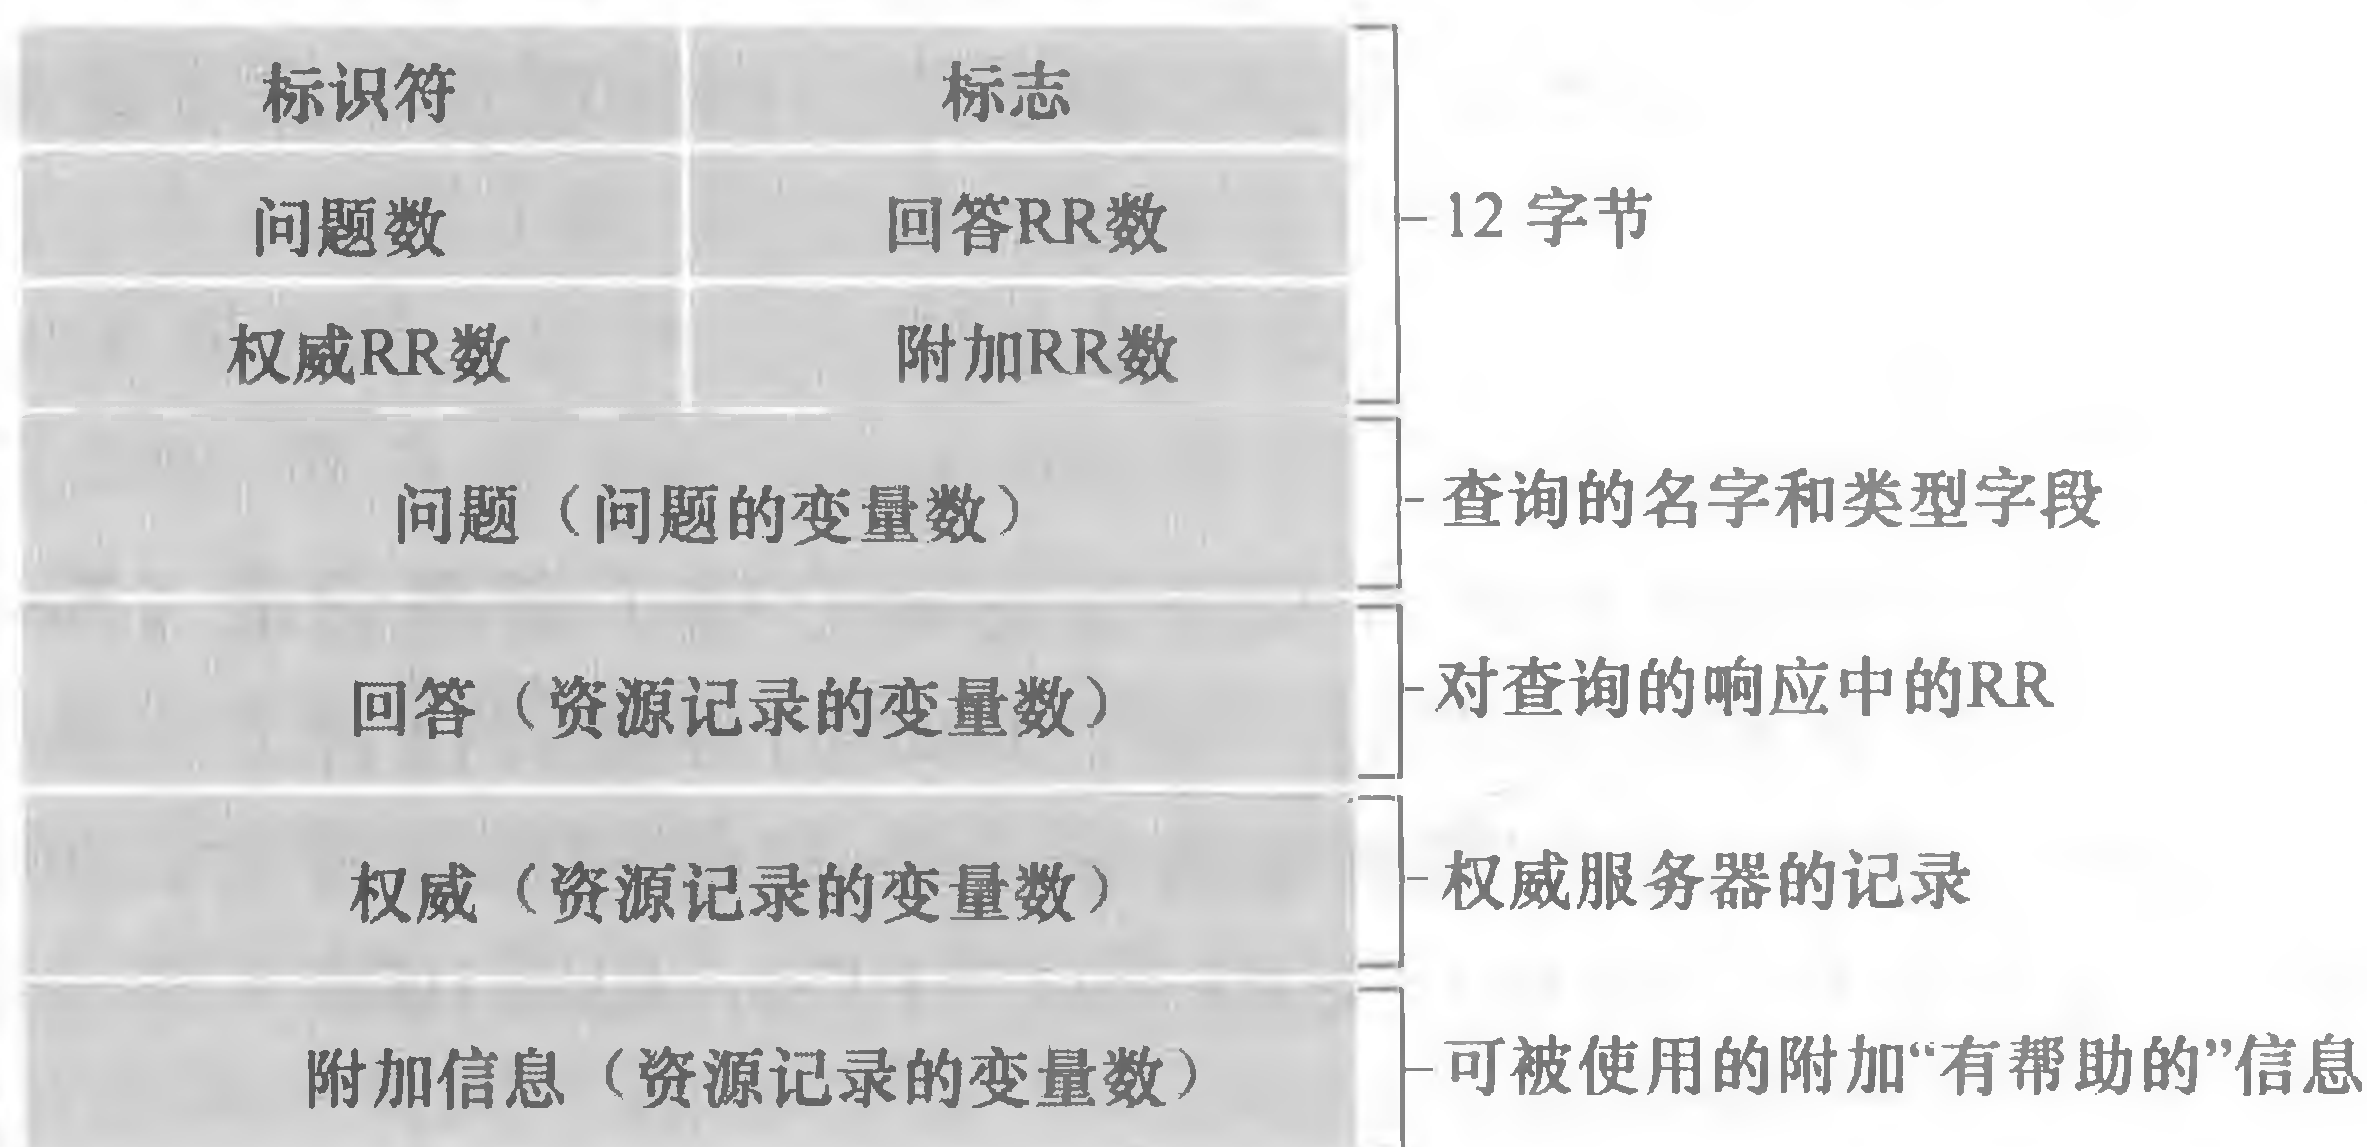 标识符 标志
问题数 回答RR数
12 字节
权威RR数 附加RR数
问题（问题的变量数） 查询的名字和类型字段
回答（资源记录的变量数） 对查询的响应中的RR
权威（资源记录的变量数） 权威服务器的记录
附加信息（资源记录的变量数） 可被使用的附加“有帮助的”信息